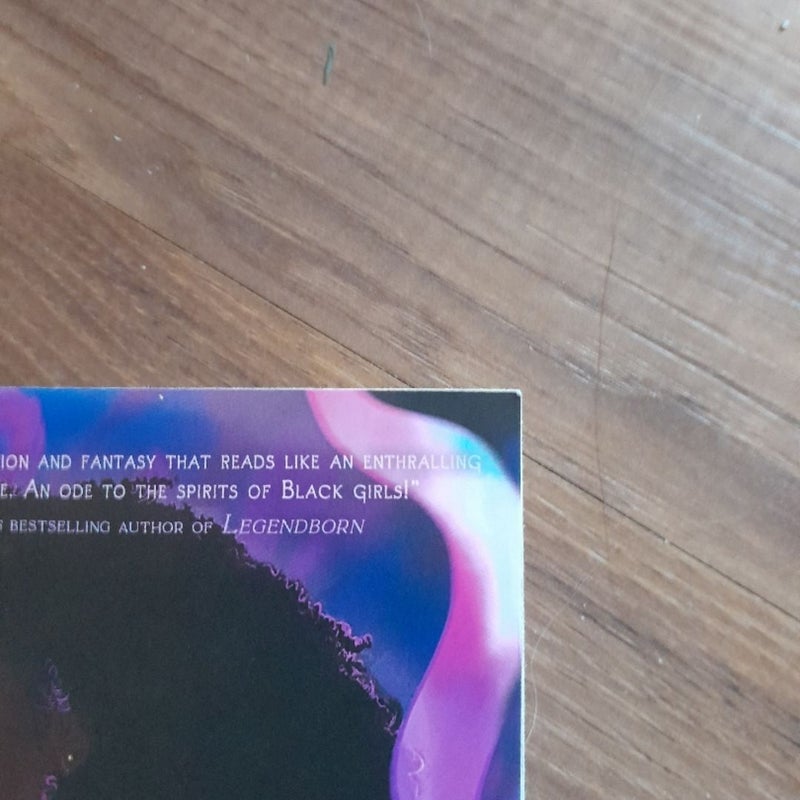 ION AND FANTASY THAT READS LIKE AN ENTHRALLING
E. AN ODE TO THE SPIRITS OF BLACK GIRLS!"
BESTSELLING AUTHOR OF LEGENDBORN